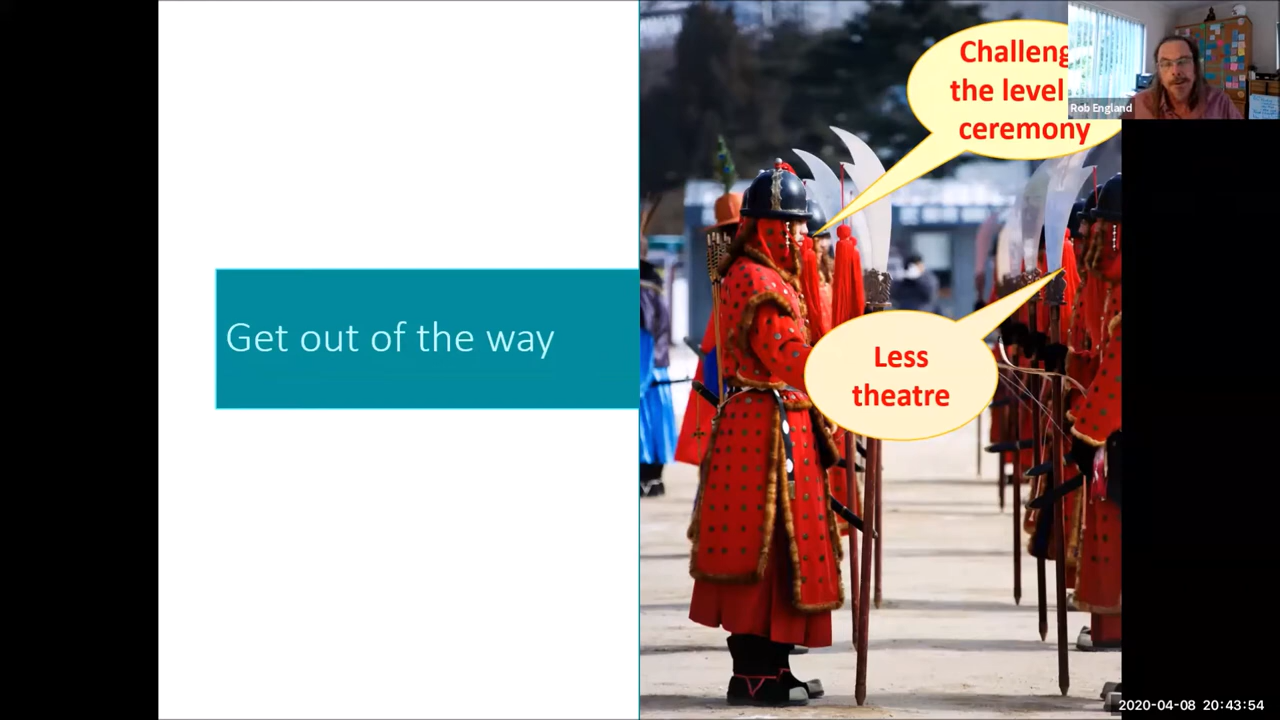 Get out of the way
Challeng
the level
ceremony
Less
theatre
Rob England
2020-04-08 20:43:54